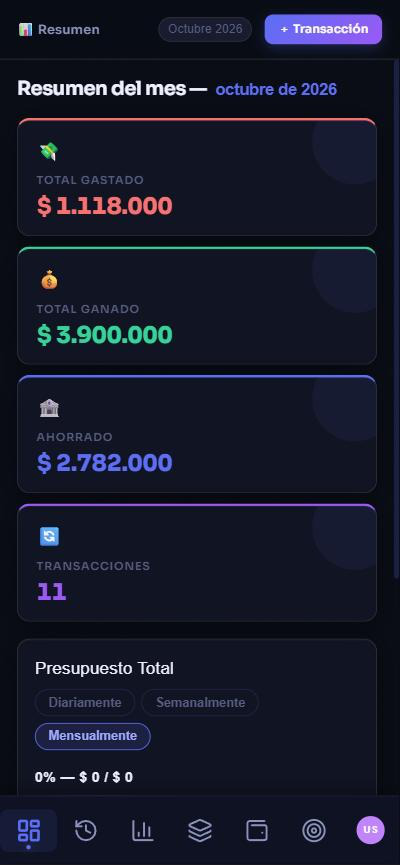 Resumen
Octubre 2026
+ Transacción
Resumen del mes — octubre de 2026
TOTAL GASTADO
$ 1.118.000
TOTAL GANADO
$ 3.900.000
AHORRADO
$ 2.782.000
TRANSACCIONES
11
Presupuesto Total
Diariamente
Semanalmente
Mensualmente
0% — $ 0 / $ 0
US